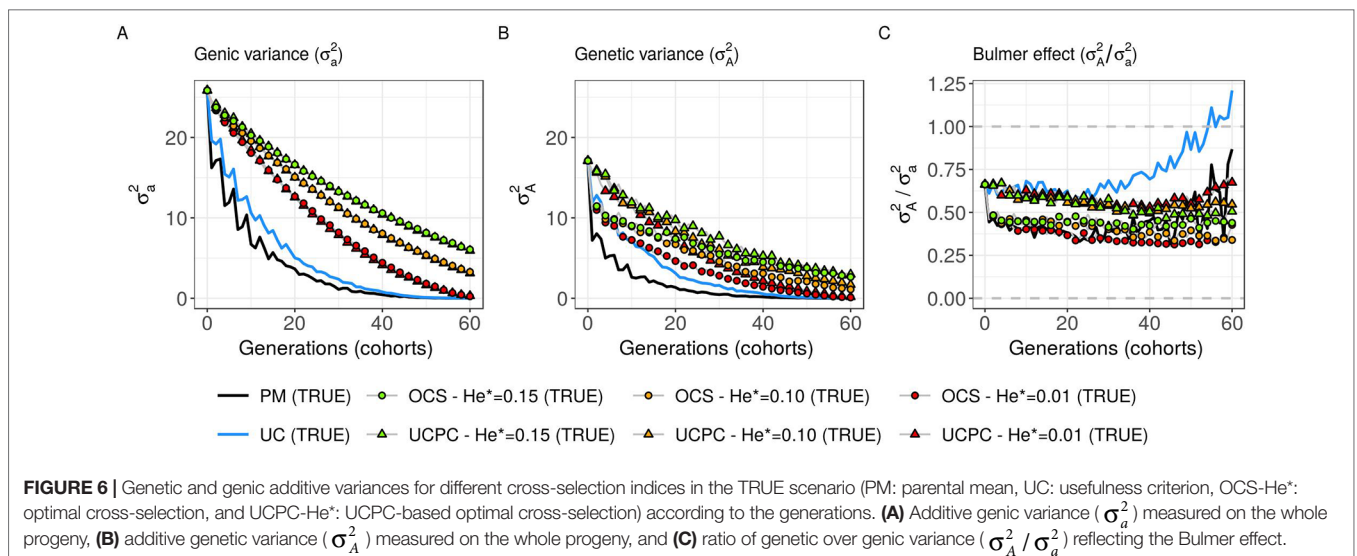 A
Genic variance (σ²a)
σ²a
20
10
0
0 20 40 60
Generations (cohorts)
B
Genetic variance (σ²A)
σ²A
20
10
0
0 20 40 60
Generations (cohorts)
C
Bulmer effect (σ²A/σ²a)
σ²A / σ²a
1.25
1.00
0.75
0.50
0.25
0.00
0 20 40 60
Generations (cohorts)
PM (TRUE) OCS - He*=0.15 (TRUE) OCS - He*=0.10 (TRUE) OCS - He*=0.01 (TRUE)
UC (TRUE) UCPC - He*=0.15 (TRUE) UCPC - He*=0.10 (TRUE) UCPC - He*=0.01 (TRUE)
FIGURE 6 | Genetic and genic additive variances for different cross-selection indices in the TRUE scenario (PM: parental mean, UC: usefulness criterion, OCS-He*:
optimal cross-selection, and UCPC-He*: UCPC-based optimal cross-selection) according to the generations. (A) Additive genic variance (σ²a) measured on the whole
progeny, (B) additive genetic variance (σ²A) measured on the whole progeny, and (C) ratio of genetic over genic variance (σ²A/σ²a) reflecting the Bulmer effect.